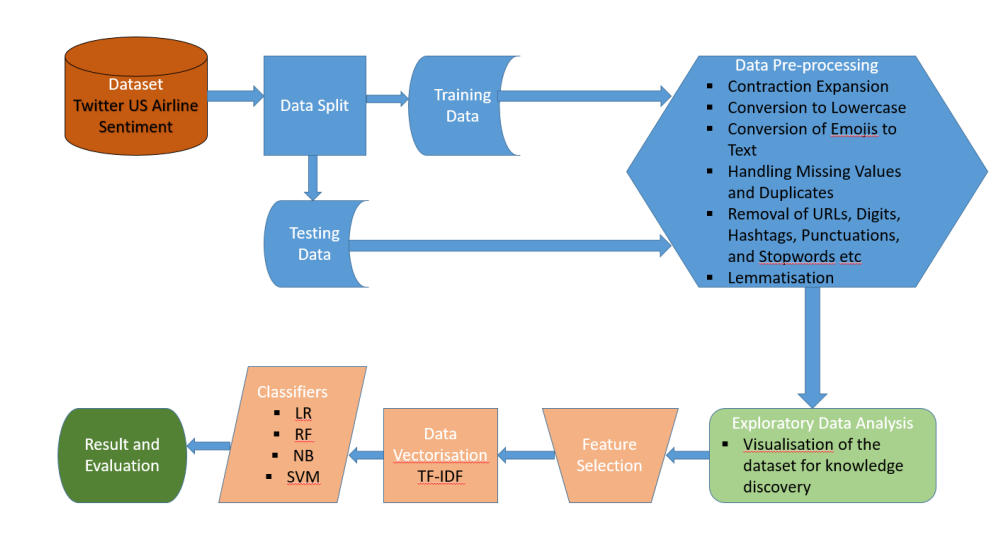 Dataset
Twitter US Airline
Sentiment
Data Split
Training
Data
Testing
Data
Data Pre-processing
▪ Contraction Expansion
▪ Conversion to Lowercase
▪ Conversion of Emojis to
Text
▪ Handling Missing Values
and Duplicates
▪ Removal of URLs, Digits,
Hashtags, Punctuations,
and Stopwords etc
▪ Lemmatisation
Exploratory Data Analysis
▪ Visualisation of the
dataset for knowledge
discovery
Feature
Selection
Data
Vectorisation
TF-IDF
Classifiers
▪ LR
▪ RF
▪ NB
▪ SVM
Result and
Evaluation